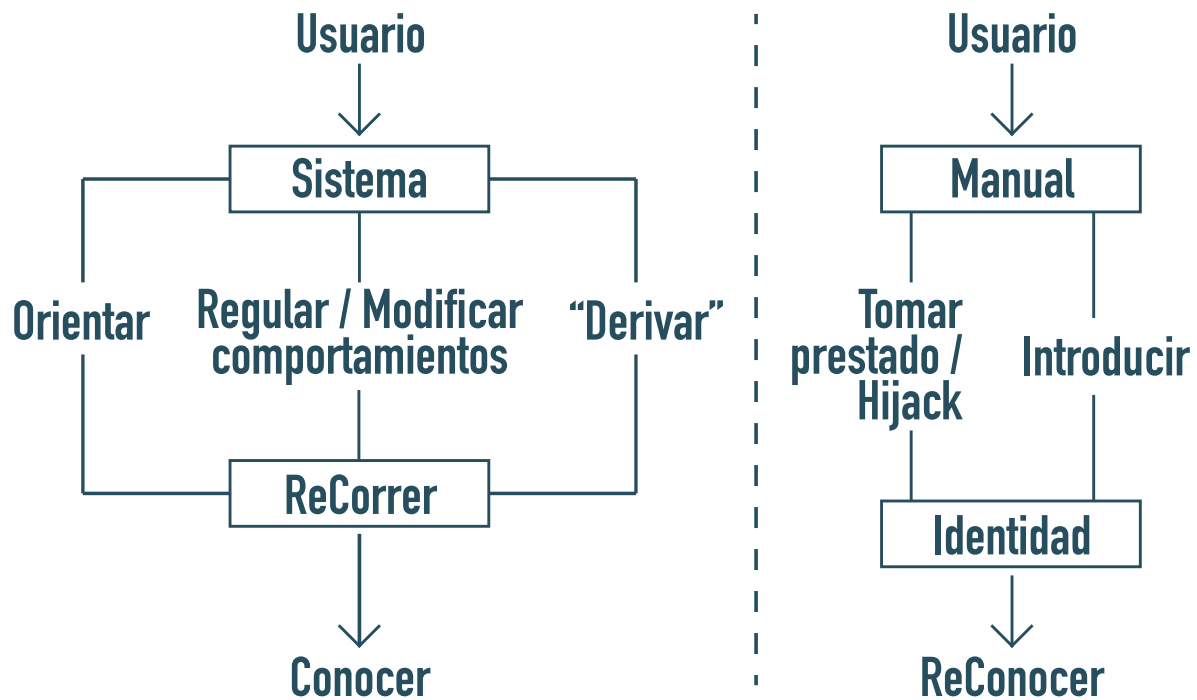 Usuario
Sistema
Orientar
Regular / Modificar
comportamientos
“Derivar”
ReCorrer
Conocer
Usuario
Manual
Tomar
prestado /
Hijack
Introducir
Identidad
ReConocer